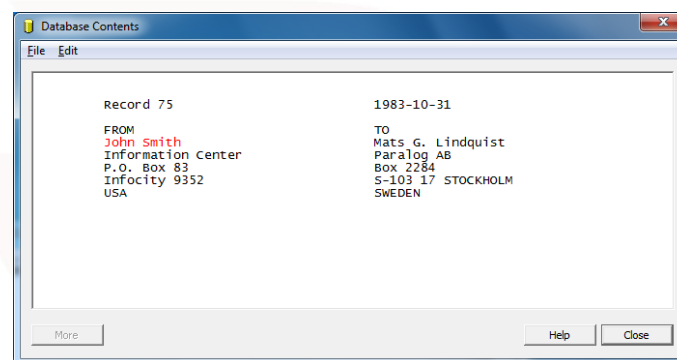 Database Contents
File Edit
Record 75 1983-10-31
FROM TO
John Smith Mats G. Lindquist
Information Center Paralog AB
P.O. Box 83 Box 2284
Infocity 9352 S-103 17 STOCKHOLM
USA SWEDEN
More Help Close